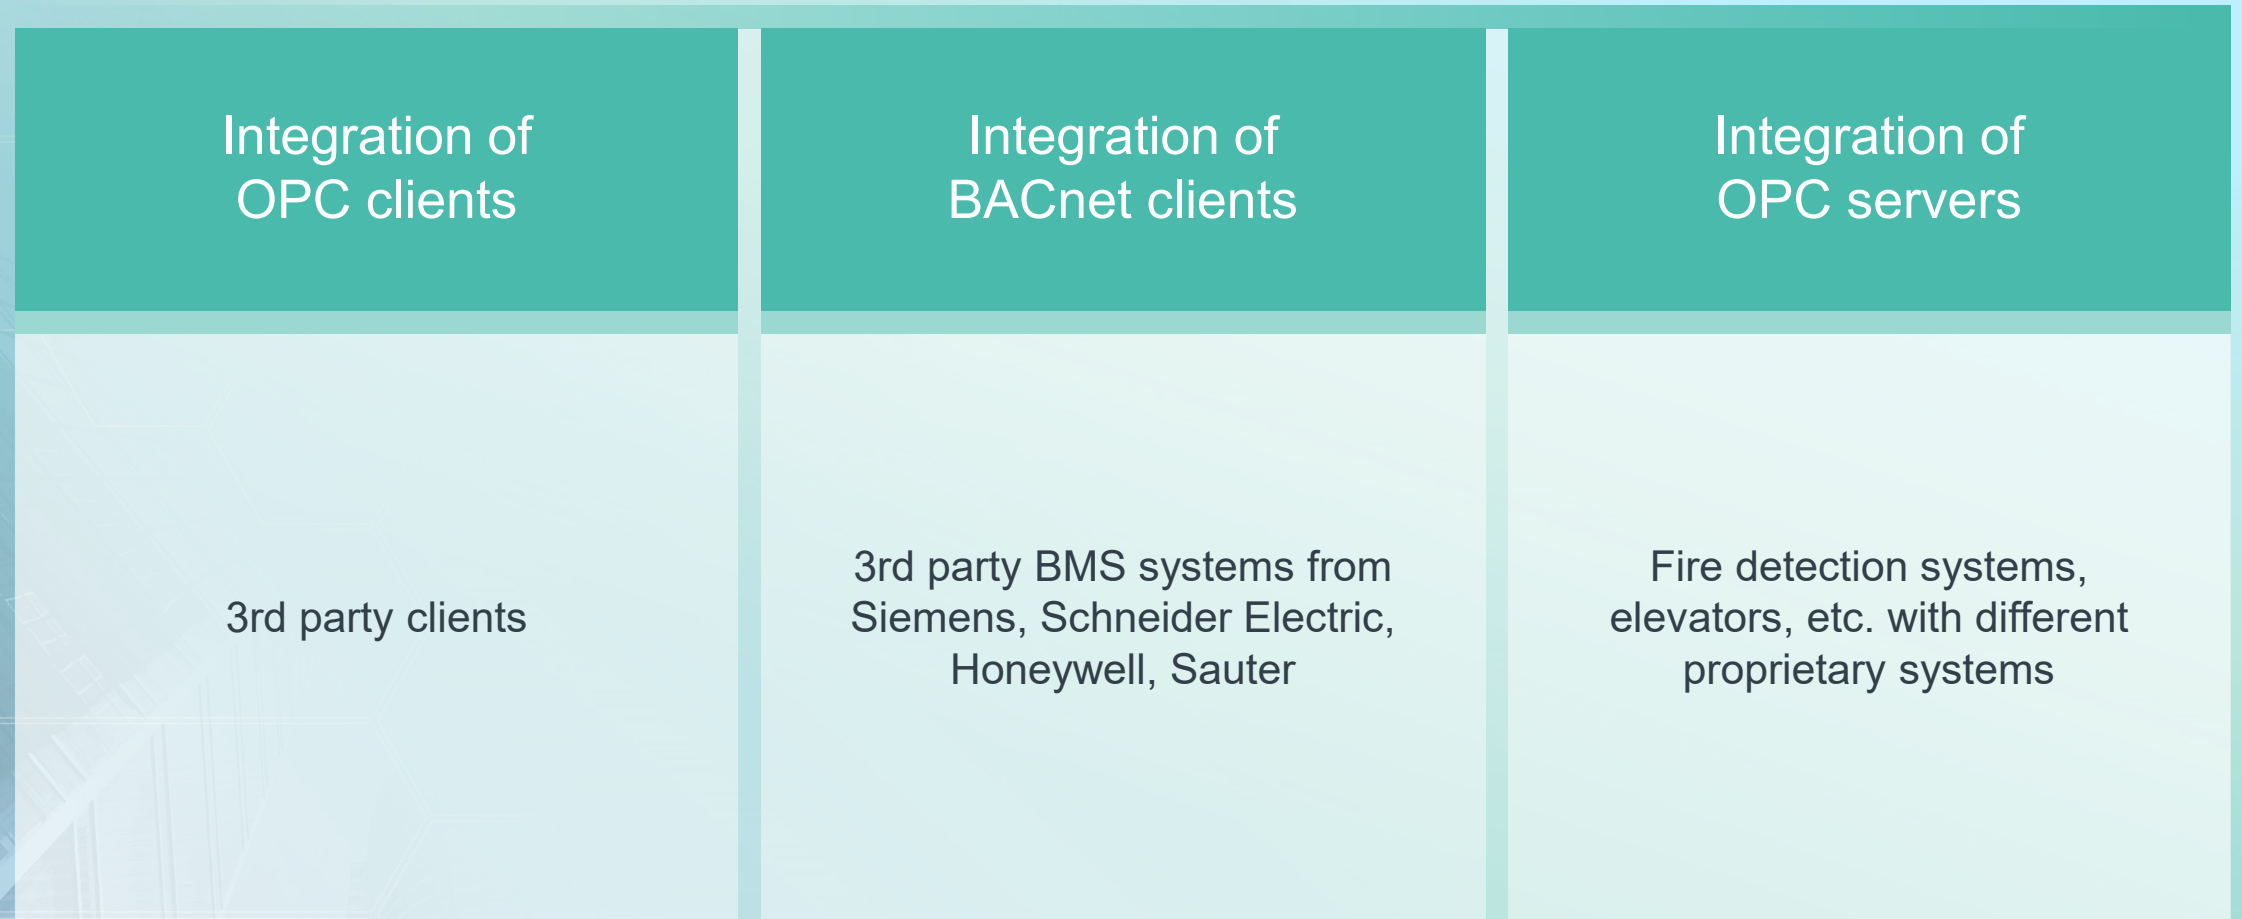 Integration of
OPC clients
3rd party clients
Integration of
BACnet clients
3rd party BMS systems from
Siemens, Schneider Electric,
Honeywell, Sauter
Integration of
OPC servers
Fire detection systems,
elevators, etc. with different
proprietary systems